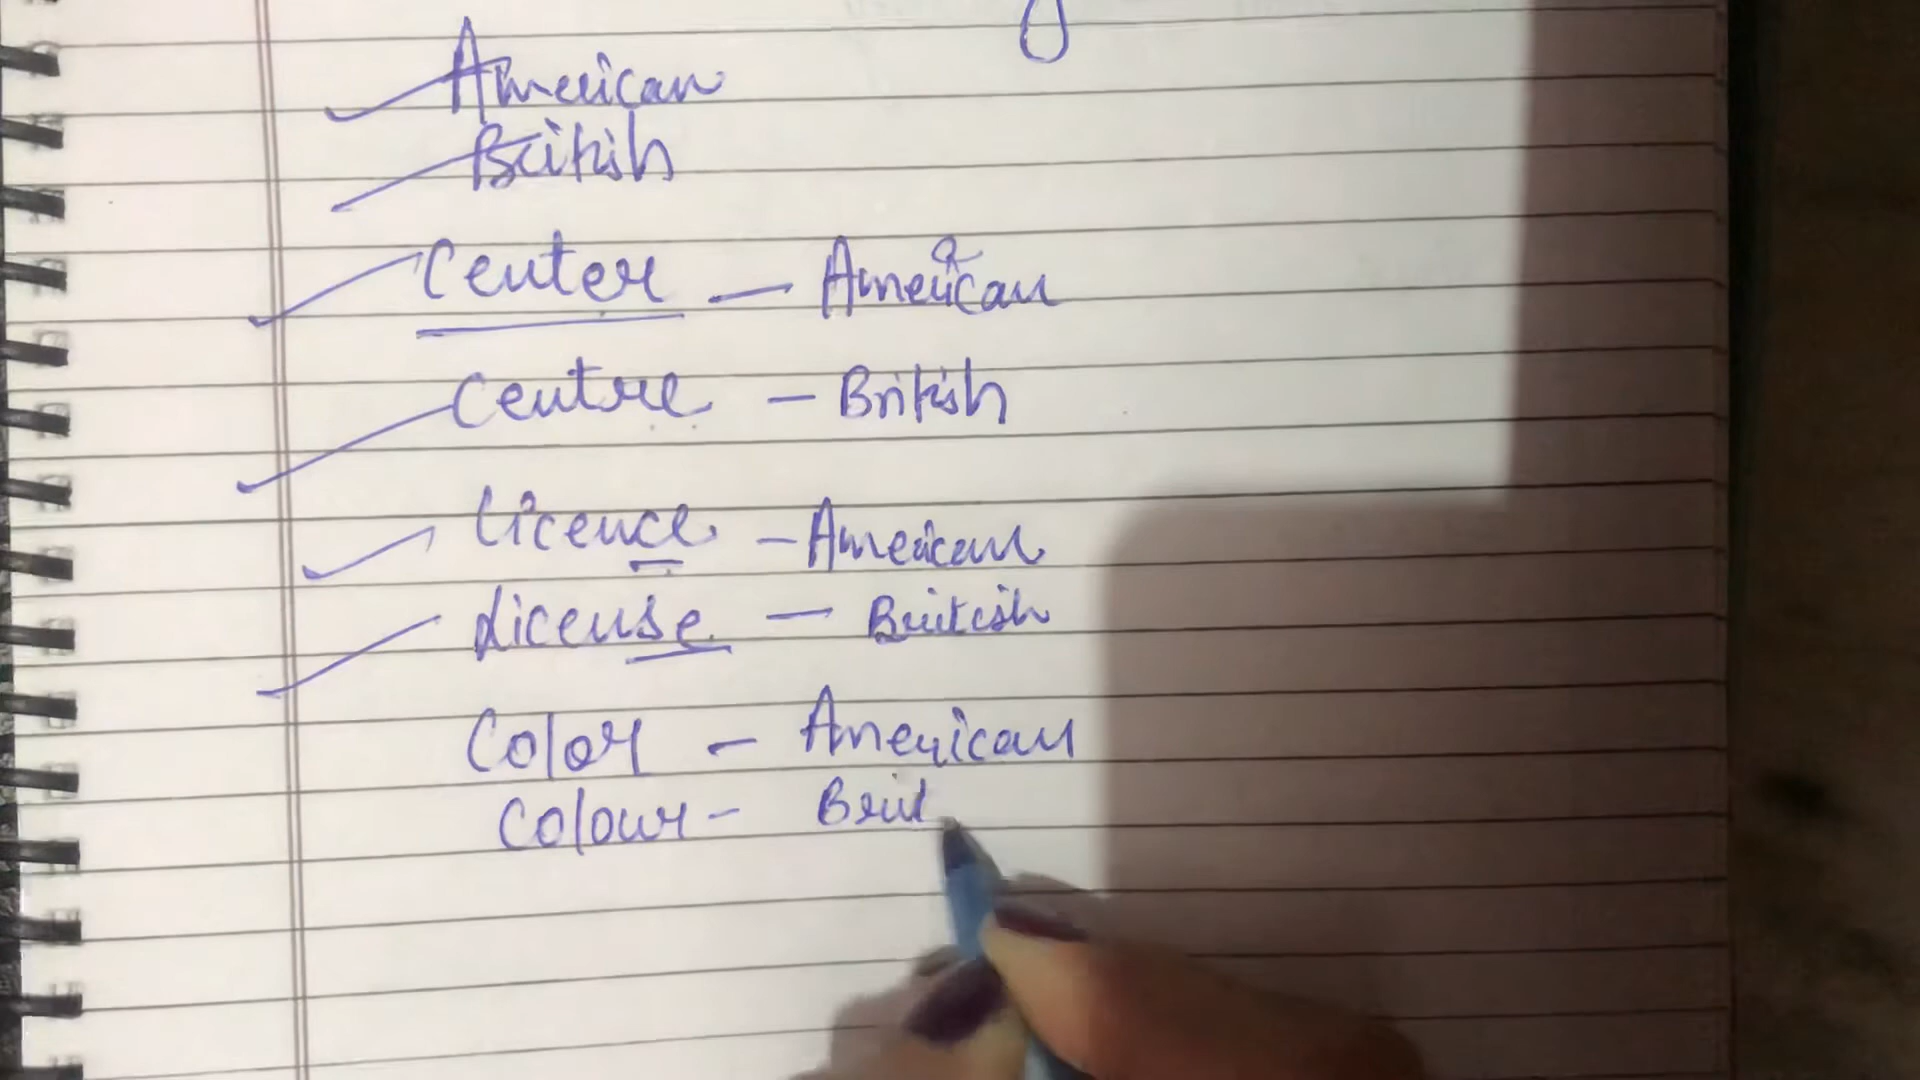 American
British
Center — American
Centre — British
Licence — American
License — British
Color — American
Colour — Brit